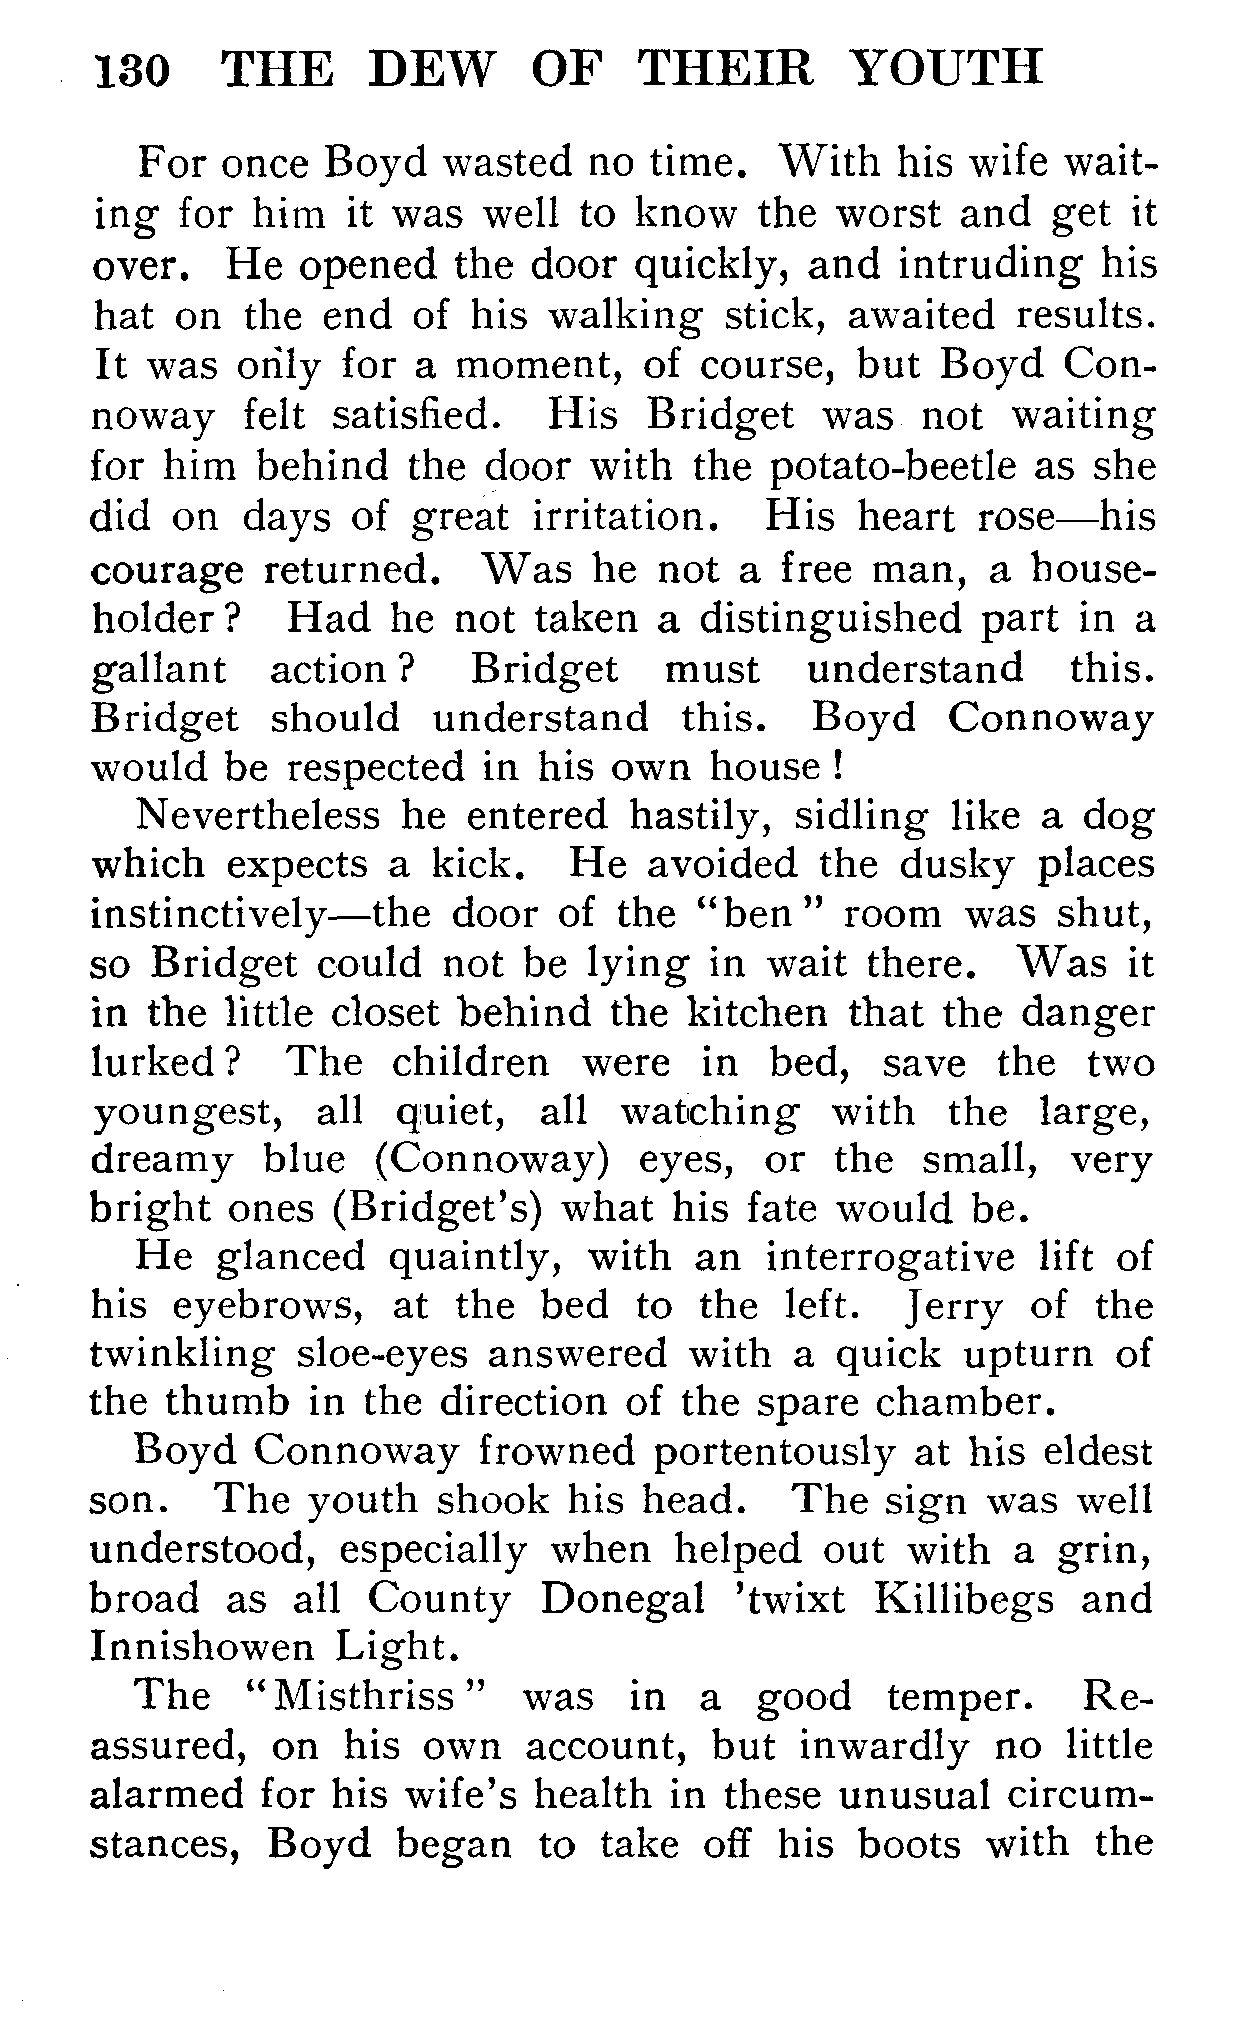 130 THE DEW OF THEIR YOUTH
For once Boyd wasted no time. With his wife wait-
ing for him it was well to know the worst and get it
over. He opened the door quickly, and intruding his
hat on the end of his walking stick, awaited results.
It was only for a moment, of course, but Boyd Con-
noway felt satisfied. His Bridget was not waiting
for him behind the door with the potato-beetle as she
did on days of great irritation. His heart rose—his
courage returned. Was he not a free man, a house-
holder? Had he not taken a distinguished part in a
gallant action? Bridget must understand this.
Bridget should understand this. Boyd Connoway
would be respected in his own house!
Nevertheless he entered hastily, sidling like a dog
which expects a kick. He avoided the dusky places
instinctively—the door of the "ben" room was shut,
so Bridget could not be lying in wait there. Was it
in the little closet behind the kitchen that the danger
lurked? The children were in bed, save the two
youngest, all quiet, all watching with the large,
dreamy blue (Connoway) eyes, or the small, very
bright ones (Bridget's) what his fate would be.
He glanced quaintly, with an interrogative lift of
his eyebrows, at the bed to the left. Jerry of the
twinkling sloe-eyes answered with a quick upturn of
the thumb in the direction of the spare chamber.
Boyd Connoway frowned portentously at his eldest
son. The youth shook his head. The sign was well
understood, especially when helped out with a grin,
broad as all County Donegal 'twixt Killibegs and
Innishowen Light.
The "Misthriss" was in a good temper. Re-
assured, on his own account, but inwardly no little
alarmed for his wife's health in these unusual circum-
stances, Boyd began to take off his boots with the